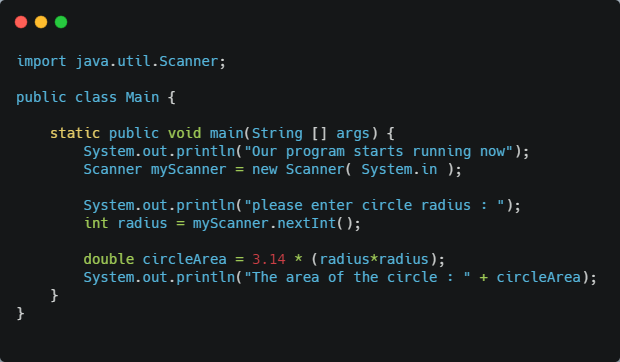 import java.util.Scanner;
public class Main {
static public void main(String [] args) {
System.out.println("Our program starts running now");
Scanner myScanner = new Scanner( System.in );
System.out.println("please enter circle radius : ");
int radius = myScanner.nextInt();
double circleArea = 3.14 * (radius*radius);
System.out.println("The area of the circle : " + circleArea);
}
}